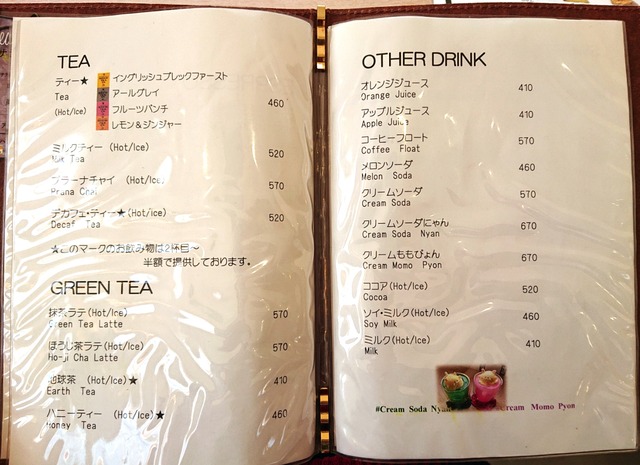 TEA
ティー★ イングリッシュブレックファースト
Tea アールグレイ
(Hot/Ice) フルーツパンチ 460
レモン＆ジンジャー
ミルクティー (Hot/Ice) 520
Milk Tea
プラーナチャイ (Hot/Ice) 570
Prana Chai
デカフェ・ティー★(Hot/ice) 520
Decaf Tea
★このマークのお飲み物は2杯目～
半額で提供しております。
GREEN TEA
抹茶ラテ(Hot/Ice) 570
Green Tea Latte
ほうじ茶ラテ(Hot/Ice) 570
Ho-ji Cha Latte
地球茶 (Hot/Ice)★ 410
Earth Tea
ハニーティー (Hot/Ice)★ 460
Honey Tea
OTHER DRINK
オレンジジュース 410
Orange Juice
アップルジュース 410
Apple Juice
コーヒーフロート 570
Coffee Float
メロンソーダ 460
Melon Soda
クリームソーダ 570
Cream Soda
クリームソーダにゃん 670
Cream Soda Nyan
クリームももぴょん 670
Cream Momo Pyon
ココア(Hot/Ice) 520
Cocoa
ソイ・ミルク(Hot/Ice) 460
Soy Milk
ミルク(Hot/Ice) 410
Milk
#Cream Soda Nyan Cream Momo Pyon